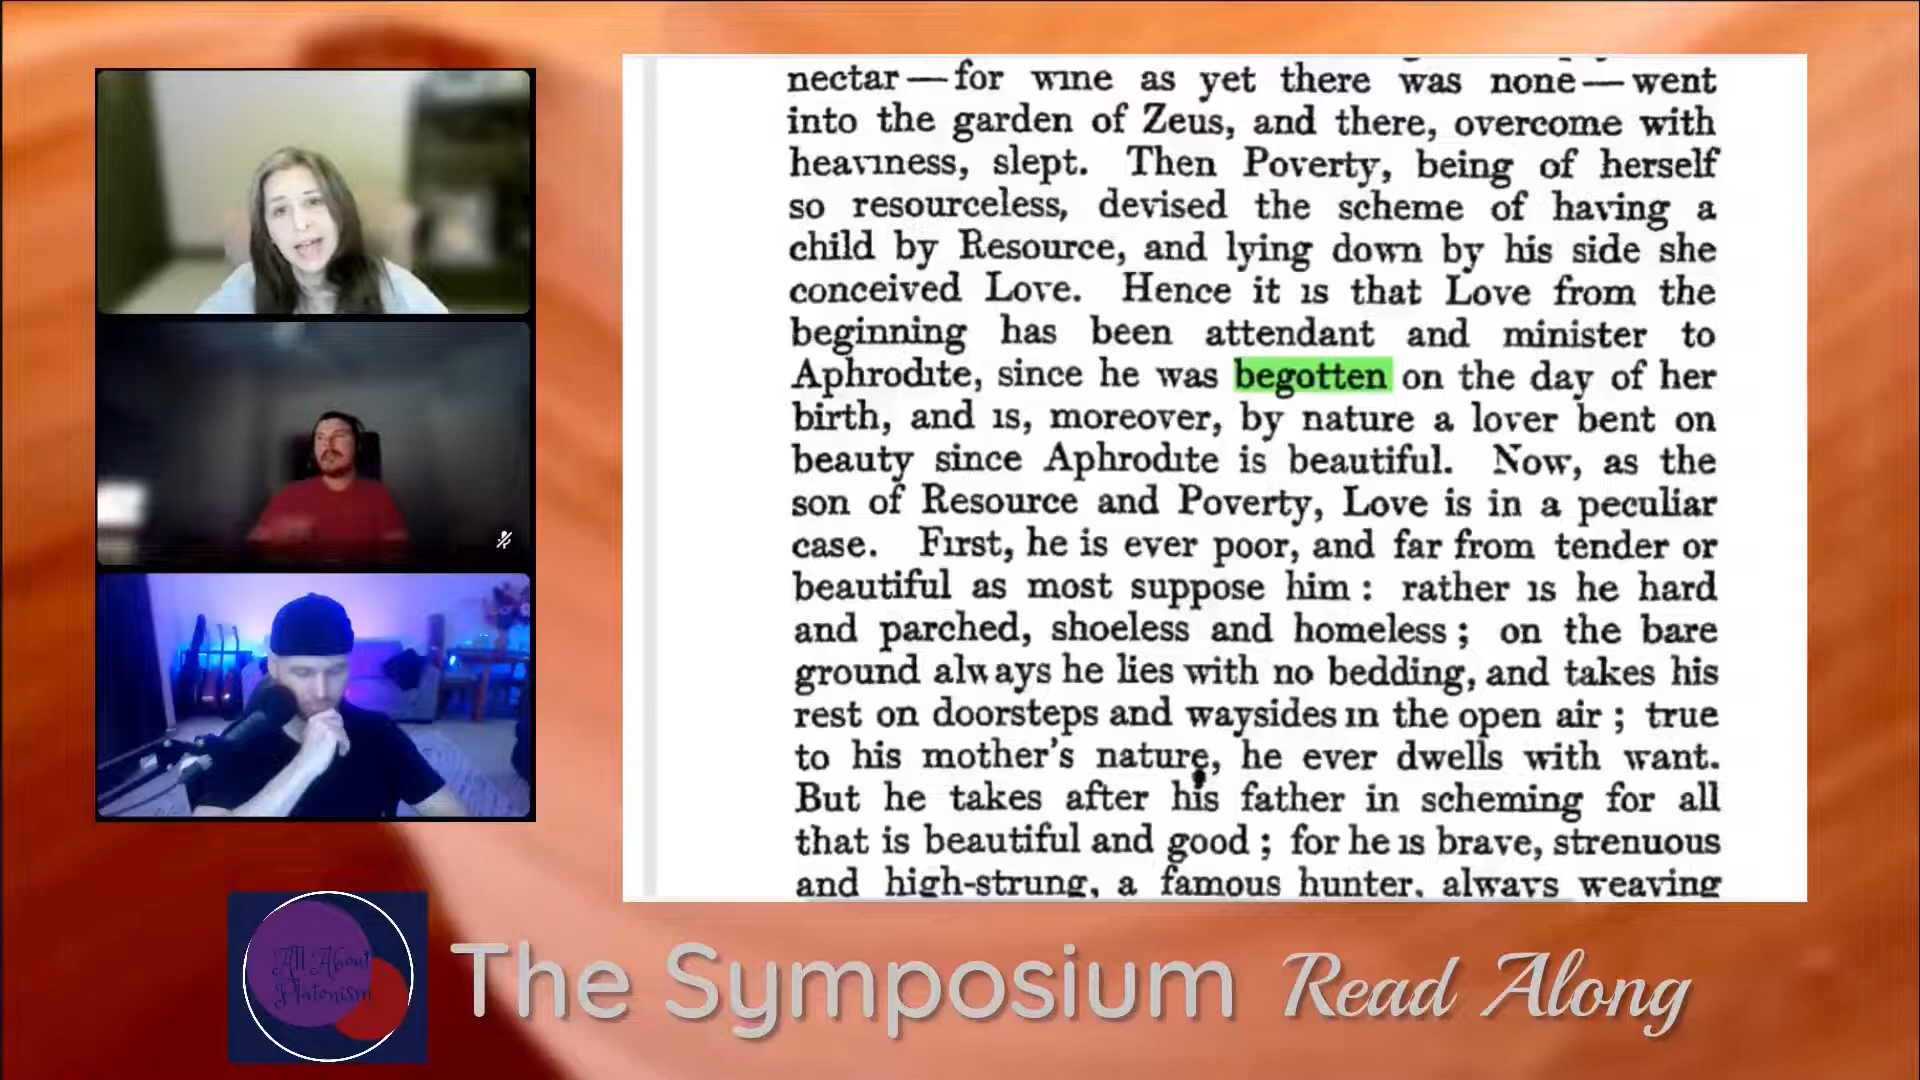 nectar—for wine as yet there was none—went
into the garden of Zeus, and there, overcome with
heaviness, slept. Then Poverty, being of herself
so resourceless, devised the scheme of having a
child by Resource, and lying down by his side she
conceived Love. Hence it is that Love from the
beginning has been attendant and minister to
Aphrodite, since he was begotten on the day of her
birth, and is, moreover, by nature a lover bent on
beauty since Aphrodite is beautiful. Now, as the
son of Resource and Poverty, Love is in a peculiar
case. First, he is ever poor, and far from tender or
beautiful as most suppose him : rather is he hard
and parched, shoeless and homeless ; on the bare
ground always he lies with no bedding, and takes his
rest on doorsteps and waysides in the open air ; true
to his mother's nature, he ever dwells with want.
But he takes after his father in scheming for all
that is beautiful and good ; for he is brave, strenuous
and high-strung, a famous hunter, always weaving
All About
Platonism
The Symposium Read Along